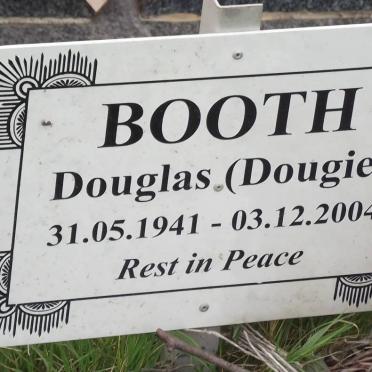 BOOTH
Douglas (Dougie
31.05.1941 - 03.12.2004
Rest in Peace